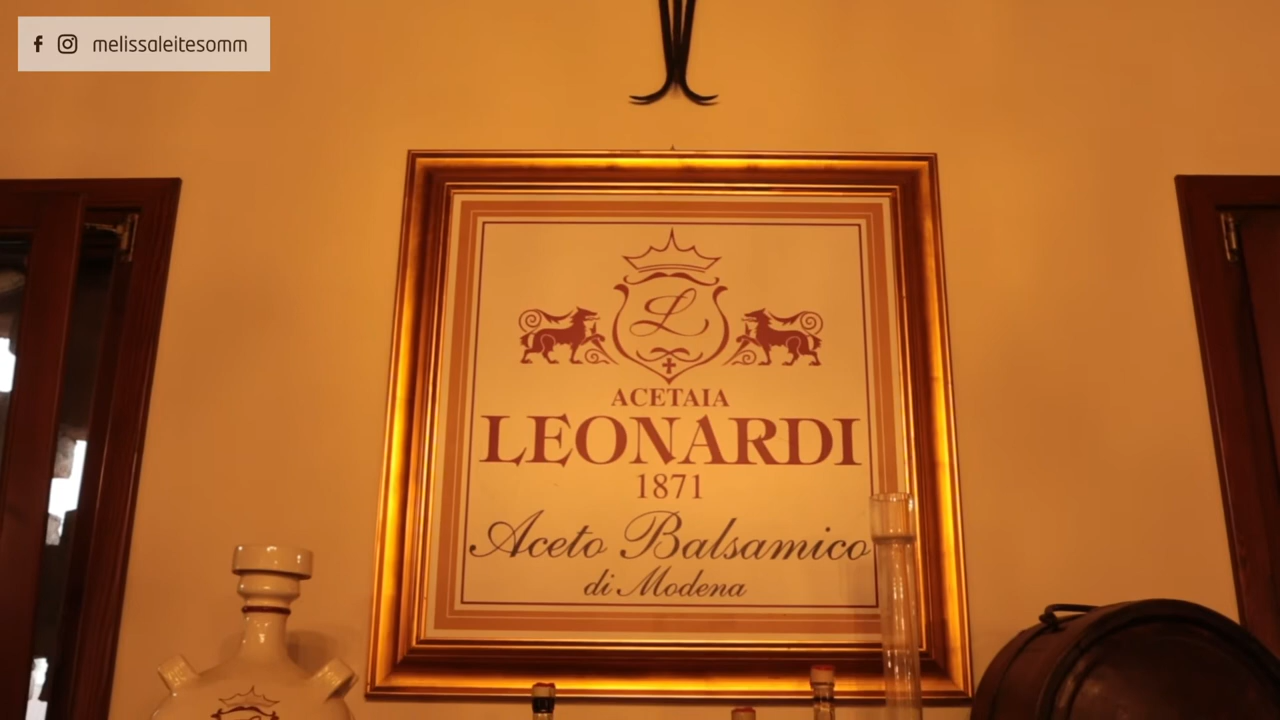 melissaleitesomm
L
ACETAIA
LEONARDI
1871
Aceto Balsamico
di Modena